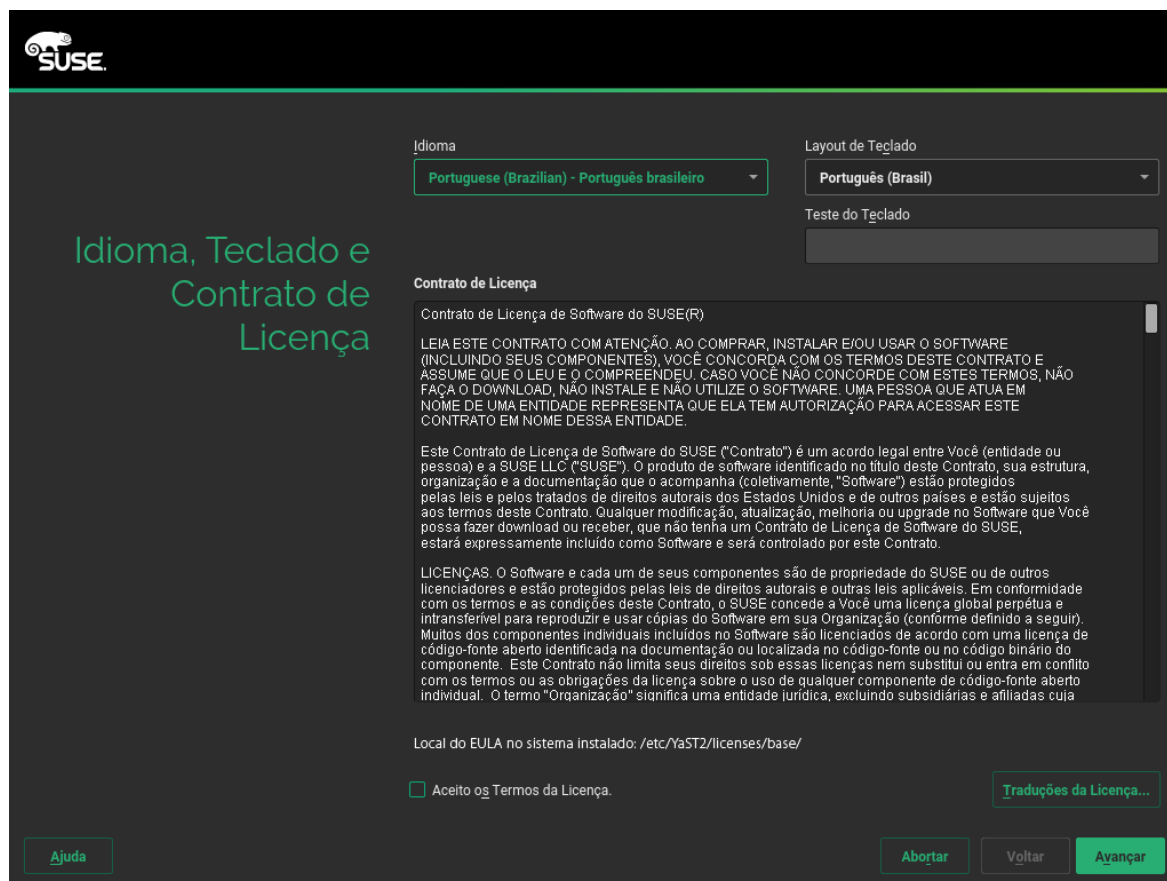 SUSE.
Idioma
Layout de Teclado
Portuguese (Brazilian) - Português brasileiro
Português (Brasil)
Teste do Teclado
Idioma, Teclado e
Contrato de
Licença
Contrato de Licença
Contrato de Licença de Software do SUSE(R)
LEIA ESTE CONTRATO COM ATENÇÃO. AO COMPRAR, INSTALAR E/OU USAR O SOFTWARE
(INCLUINDO SEUS COMPONENTES), VOCÊ CONCORDA COM OS TERMOS DESTE CONTRATO E
ASSUME QUE O LEU E O COMPREENDEU. CASO VOCÊ NÃO CONCORDE COM ESTES TERMOS, NÃO
FAÇA O DOWNLOAD, NÃO INSTALE E NÃO UTILIZE O SOFTWARE. UMA PESSOA QUE ATUA EM
NOME DE UMA ENTIDADE REPRESENTA QUE ELA TEM AUTORIZAÇÃO PARA ACESSAR ESTE
CONTRATO EM NOME DESSA ENTIDADE.
Este Contrato de Licença de Software do SUSE ("Contrato") é um acordo legal entre Você (entidade ou
pessoa) e a SUSE LLC ("SUSE"). O produto de software identificado no título deste Contrato, sua estrutura,
organização e a documentação que o acompanha (coletivamente, "Software") estão protegidos
pelas leis e pelos tratados de direitos autorais dos Estados Unidos e de outros países e estão sujeitos
aos termos deste Contrato. Qualquer modificação, atualização, melhoria ou upgrade no Software que Você
possa fazer download ou receber, que não tenha um Contrato de Licença de Software do SUSE,
estará expressamente incluído como Software e será controlado por este Contrato.
LICENÇAS. O Software e cada um de seus componentes são de propriedade do SUSE ou de outros
licenciadores e estão protegidos pelas leis de direitos autorais e outras leis aplicáveis. Em conformidade
com os termos e as condições deste Contrato, o SUSE concede a Você uma licença global perpétua e
intransferível para reproduzir e usar cópias do Software em sua Organização (conforme definido a seguir).
Muitos dos componentes individuais incluídos no Software são licenciados de acordo com uma licença de
código-fonte aberto identificada na documentação ou localizada no código-fonte ou no código binário do
componente. Este Contrato não limita seus direitos sob essas licenças nem substitui ou entra em conflito
com os termos ou as obrigações da licença sobre o uso de qualquer componente de código-fonte aberto
individual. O termo "Organização" significa uma entidade jurídica, excluindo subsidiárias e afiliadas cuja
Local do EULA no sistema instalado: /etc/YaST2/licenses/base/
Aceito os Termos da Licença.
Traduções da Licença...
Ajuda
Abortar
Voltar
Avançar